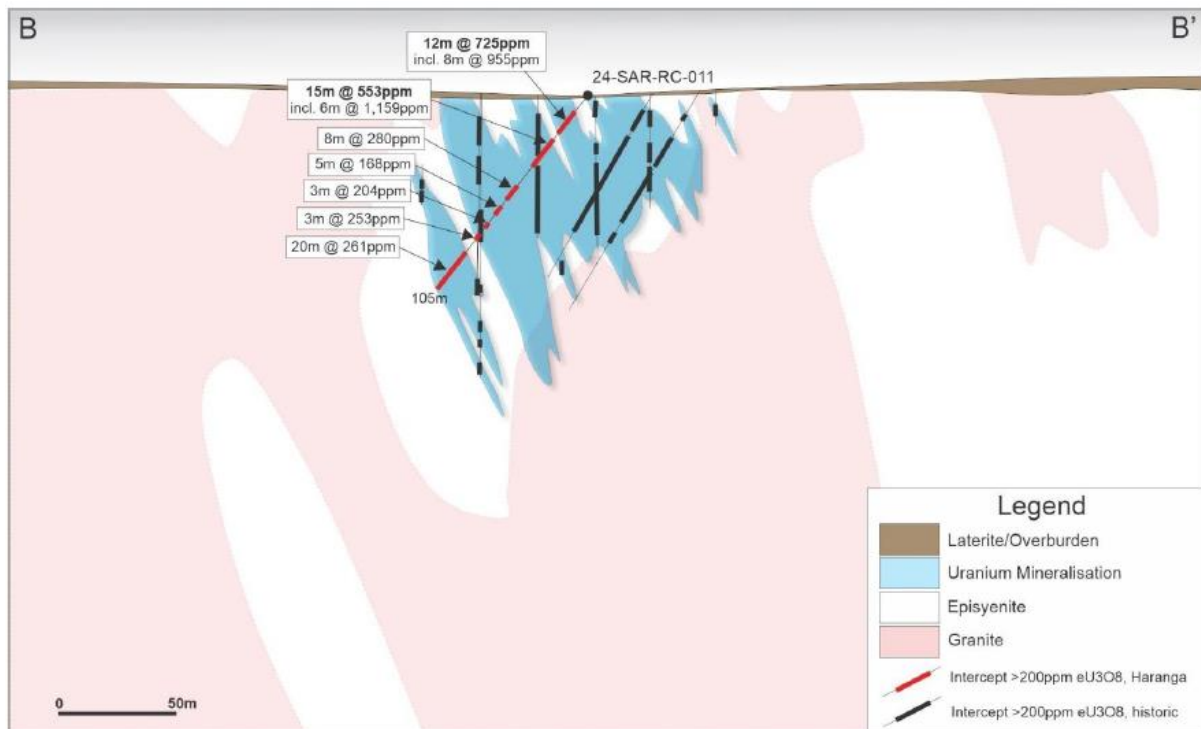 B
B'
12m @ 725ppm
incl. 8m @ 955ppm
24-SAR-RC-011
15m @ 553ppm
incl. 6m @ 1,159ppm
8m @ 280ppm
5m @ 168ppm
3m @ 204ppm
3m @ 253ppm
20m @ 261ppm
105m
Legend
Laterite/Overburden
Uranium Mineralisation
Episyenite
Granite
Intercept >200ppm eU3O8, Haranga
Intercept >200ppm eU3O8, historic
0 50m